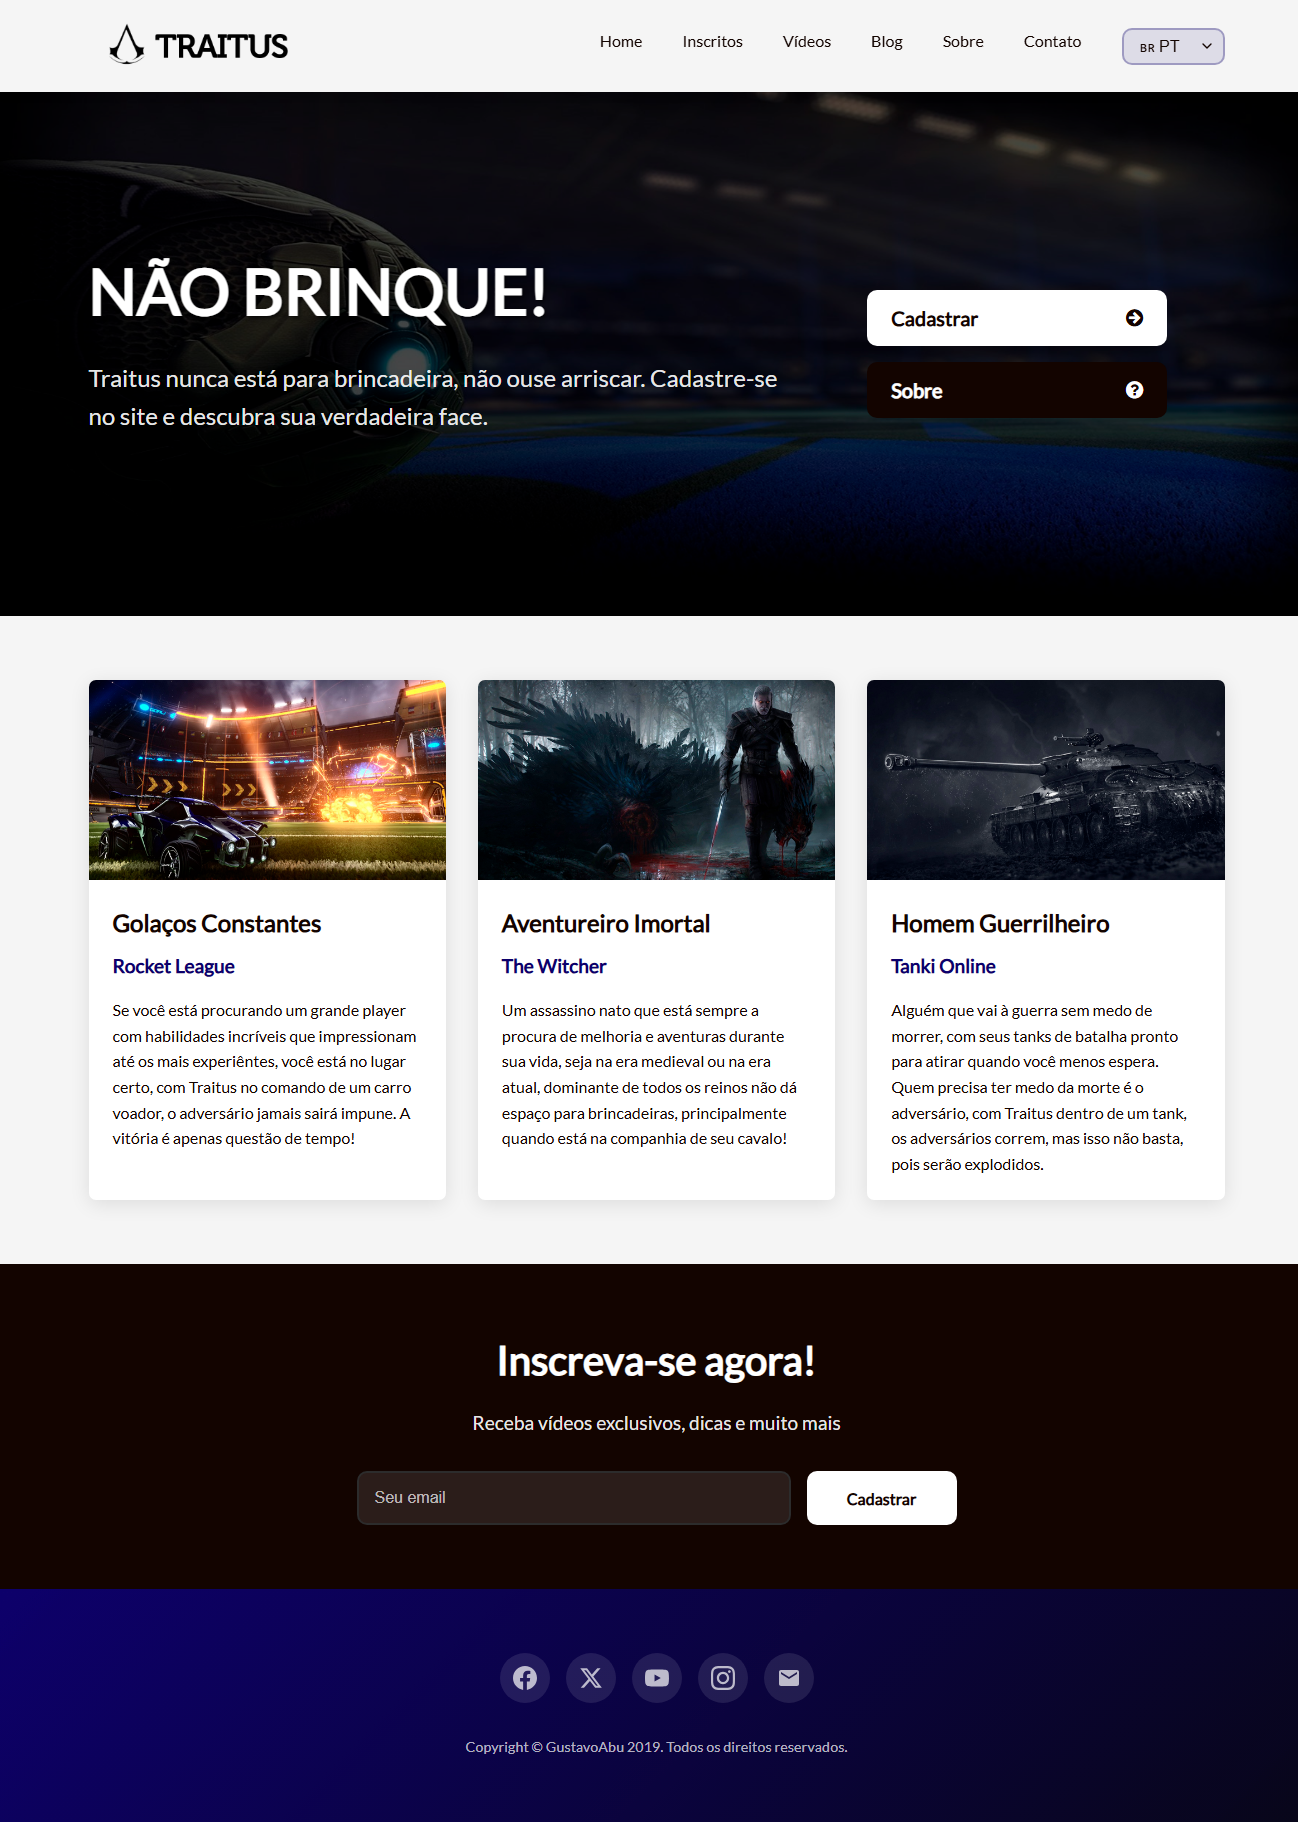 TRAITUS
Home Inscritos Vídeos Blog Sobre Contato BR PT
NÃO BRINQUE!
Traitus nunca está para brincadeira, não ouse arriscar. Cadastre-se
no site e descubra sua verdadeira face.
Cadastrar
Sobre
Golaços Constantes
Rocket League
Se você está procurando um grande player
com habilidades incríveis que impressionam
até os mais experiêntes, você está no lugar
certo, com Traitus no comando de um carro
voador, o adversário jamais sairá impune. A
vitória é apenas questão de tempo!
Aventureiro Imortal
The Witcher
Um assassino nato que está sempre a
procura de melhoria e aventuras durante
sua vida, seja na era medieval ou na era
atual, dominante de todos os reinos não dá
espaço para brincadeiras, principalmente
quando está na companhia de seu cavalo!
Homem Guerrilheiro
Tanki Online
Alguém que vai à guerra sem medo de
morrer, com seus tanks de batalha pronto
para atirar quando você menos espera.
Quem precisa ter medo da morte é o
adversário, com Traitus dentro de um tank,
os adversários correm, mas isso não basta,
pois serão explodidos.
Inscreva-se agora!
Receba vídeos exclusivos, dicas e muito mais
Seu email
Cadastrar
Copyright © GustavoAbu 2019. Todos os direitos reservados.